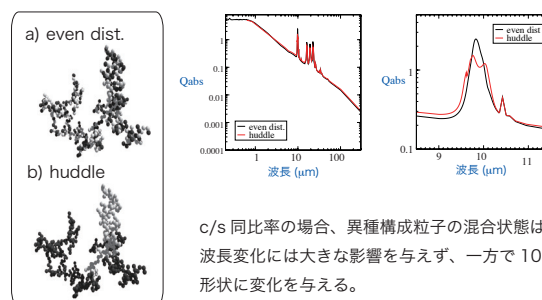 a) even dist.
b) huddle
Qabs
1
0.1
0.01
0.001
0.0001
even dist.
huddle
1
10
100
波長 (μm)
Qabs
1
0.1
even dist.
huddle
9
10
11
波長 (μm)
c/s 同比率の場合、異種構成粒子の混合状態は
波長変化には大きな影響を与えず、一方で 10
形状に変化を与える。